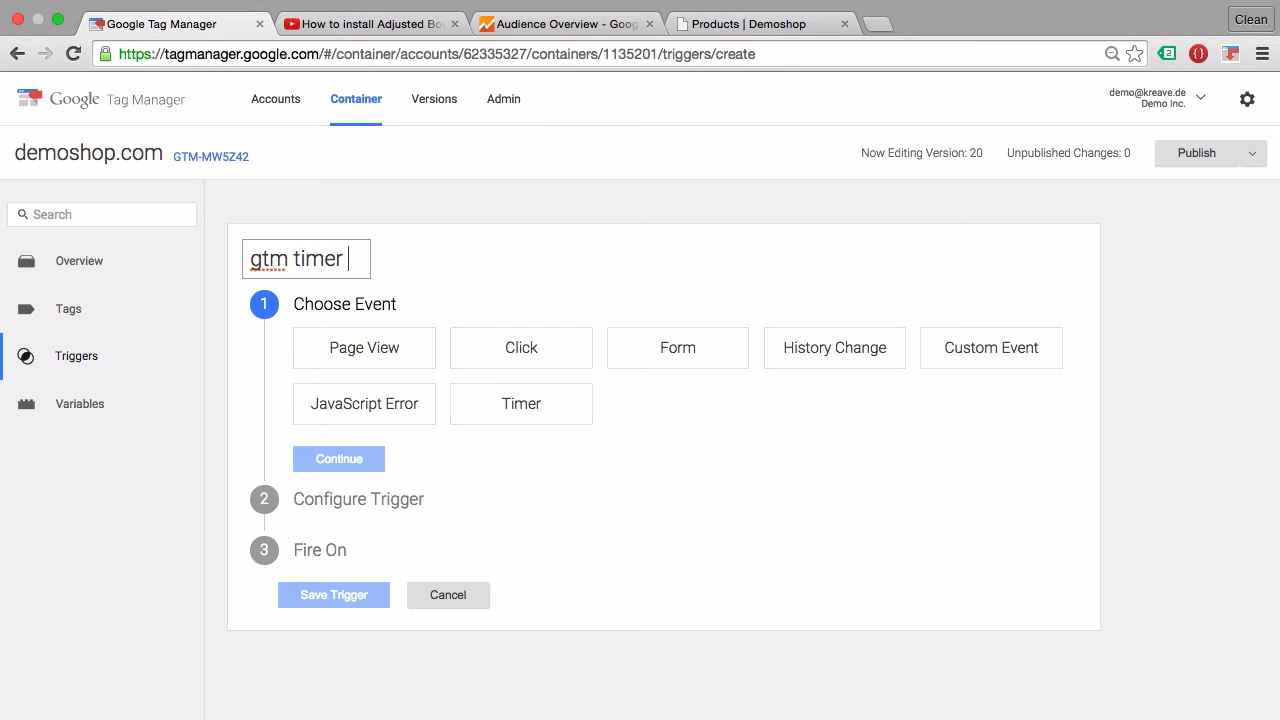 Google Tag Manager
How to install Adjusted Bo
Audience Overview - Goog
Products | Demoshop
Clean
https://tagmanager.google.com/#/container/accounts/62335327/containers/1135201/triggers/create
Google Tag Manager
Accounts
Container
Versions
Admin
demo@kreave.de
Demo Inc.
demoshop.com GTM-MW5Z42
Now Editing Version: 20
Unpublished Changes: 0
Publish
Search
Overview
Tags
Triggers
Variables
gtm timer
1 Choose Event
Page View
Click
Form
History Change
Custom Event
JavaScript Error
Timer
Continue
2 Configure Trigger
3 Fire On
Save Trigger
Cancel